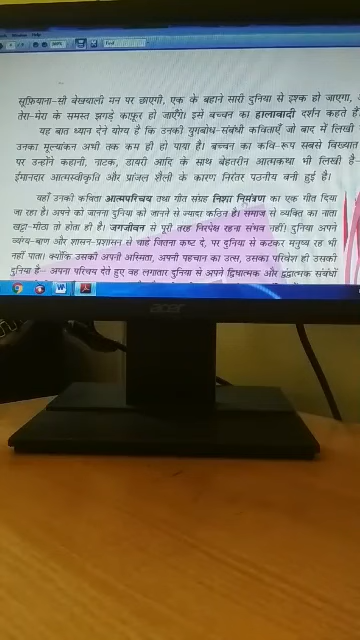 Window Help
Find
सूफ़ियाना-सी बेखयाली मन पर छाएगी, एक के बहाने सारी दुनिया से इश्क हो जाएगा,
तेरा-मेरा के समस्त झगड़े काफ़ूर हो जाएँगे। इसे बच्चन का हालावादी दर्शन कहते हैं
यह बात ध्यान देने योग्य है कि उनकी युगबोध-संबंधी कविताएँ जो बाद में लिखी
उनका मूल्यांकन अभी तक कम ही हो पाया है। बच्चन का कवि-रूप सबसे विख्यात
पर उन्होंने कहानी, नाटक, डायरी आदि के साथ बेहतरीन आत्मकथा भी लिखी है-
ईमानदार आत्मस्वीकृति और प्रांजल शैली के कारण निरंतर पठनीय बनी हुई है।
यहाँ उनकी कविता आत्मपरिचय तथा गीत संग्रह निशा निमंत्रण का एक गीत दिया
जा रहा है। अपने को जानना दुनिया को जानने से ज़्यादा कठिन है। समाज से व्यक्ति का नाता
खट्टा-मीठा तो होता ही है। जगजीवन से पूरी तरह निरपेक्ष रहना संभव नहीं। दुनिया अपने
व्यंग्य-बाण और शासन-प्रशासन से चाहे जितना कष्ट दे, पर दुनिया से कटकर मनुष्य रह भी
नहीं पाता। क्योंकि उसकी अपनी अस्मिता, अपनी पहचान का उत्स, उसका परिवेश ही उसकी
दुनिया है- अपना परिचय देते हुए वह लगातार दुनिया से अपने द्विधात्मक और द्वंद्वात्मक संबंधों
acer